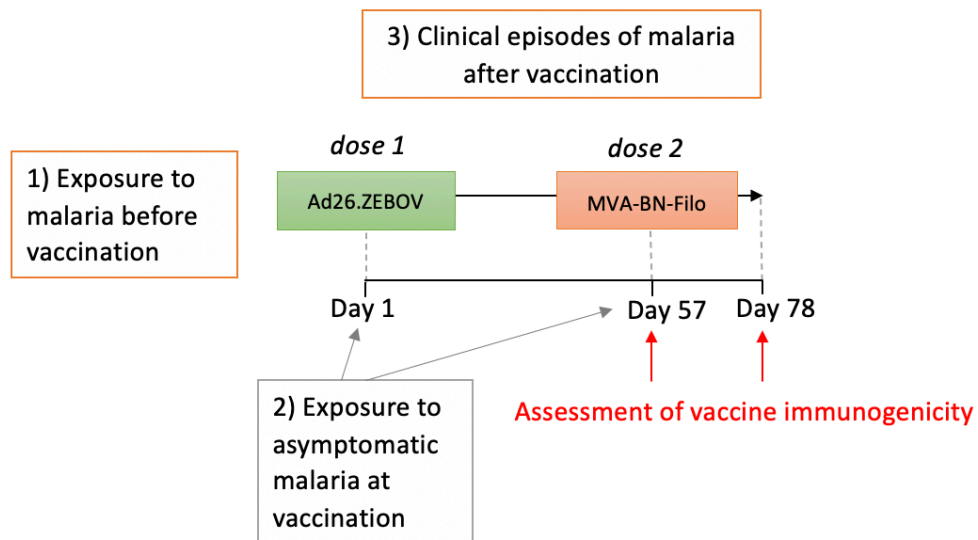 3) Clinical episodes of malaria
after vaccination
dose 1
dose 2
1) Exposure to
malaria before
vaccination
Ad26.ZEBOV
MVA-BN-Filo
Day 1
Day 57
Day 78
2) Exposure to
asymptomatic
malaria at
vaccination
Assessment of vaccine immunogenicity